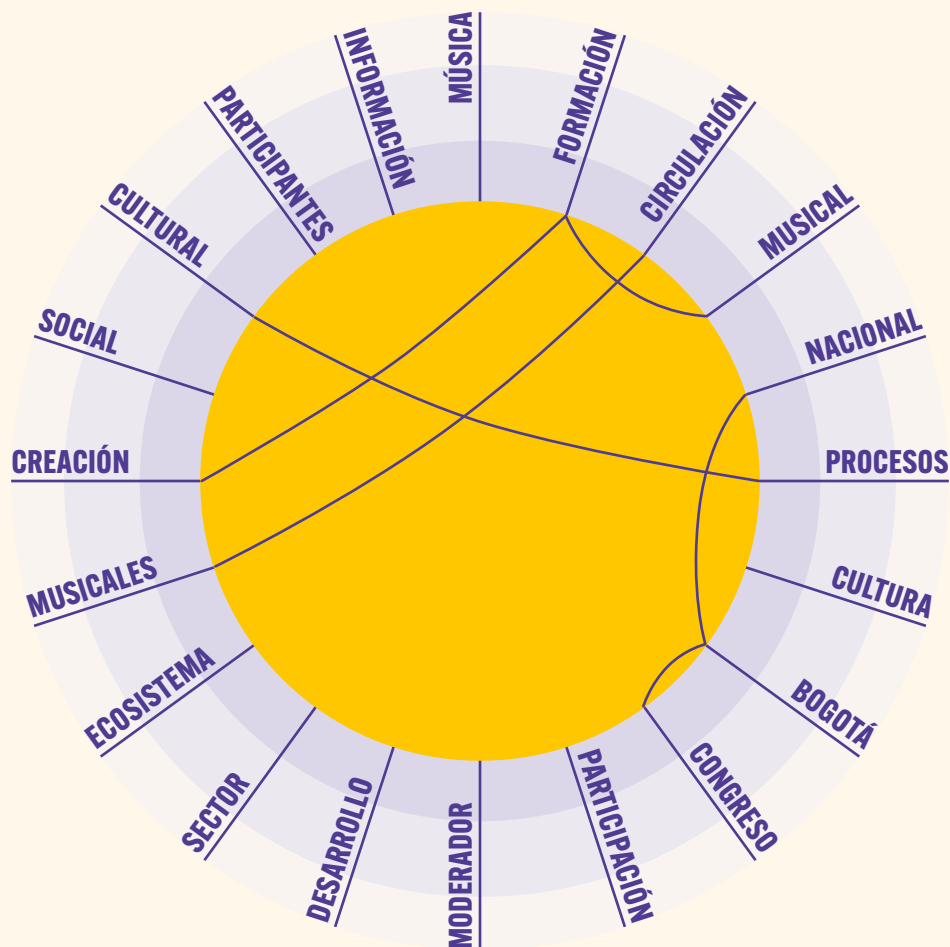 MÚSICA
FORMACIÓN
CIRCULACIÓN
MUSICAL
NACIONAL
PROCESOS
CULTURA
BOGOTÁ
CONGRESO
PARTICIPACIÓN
MODERADOR
DESARROLLO
SECTOR
ECOSISTEMA
MUSICALES
CREACIÓN
SOCIAL
CULTURAL
PARTICIPANTES
INFORMACIÓN